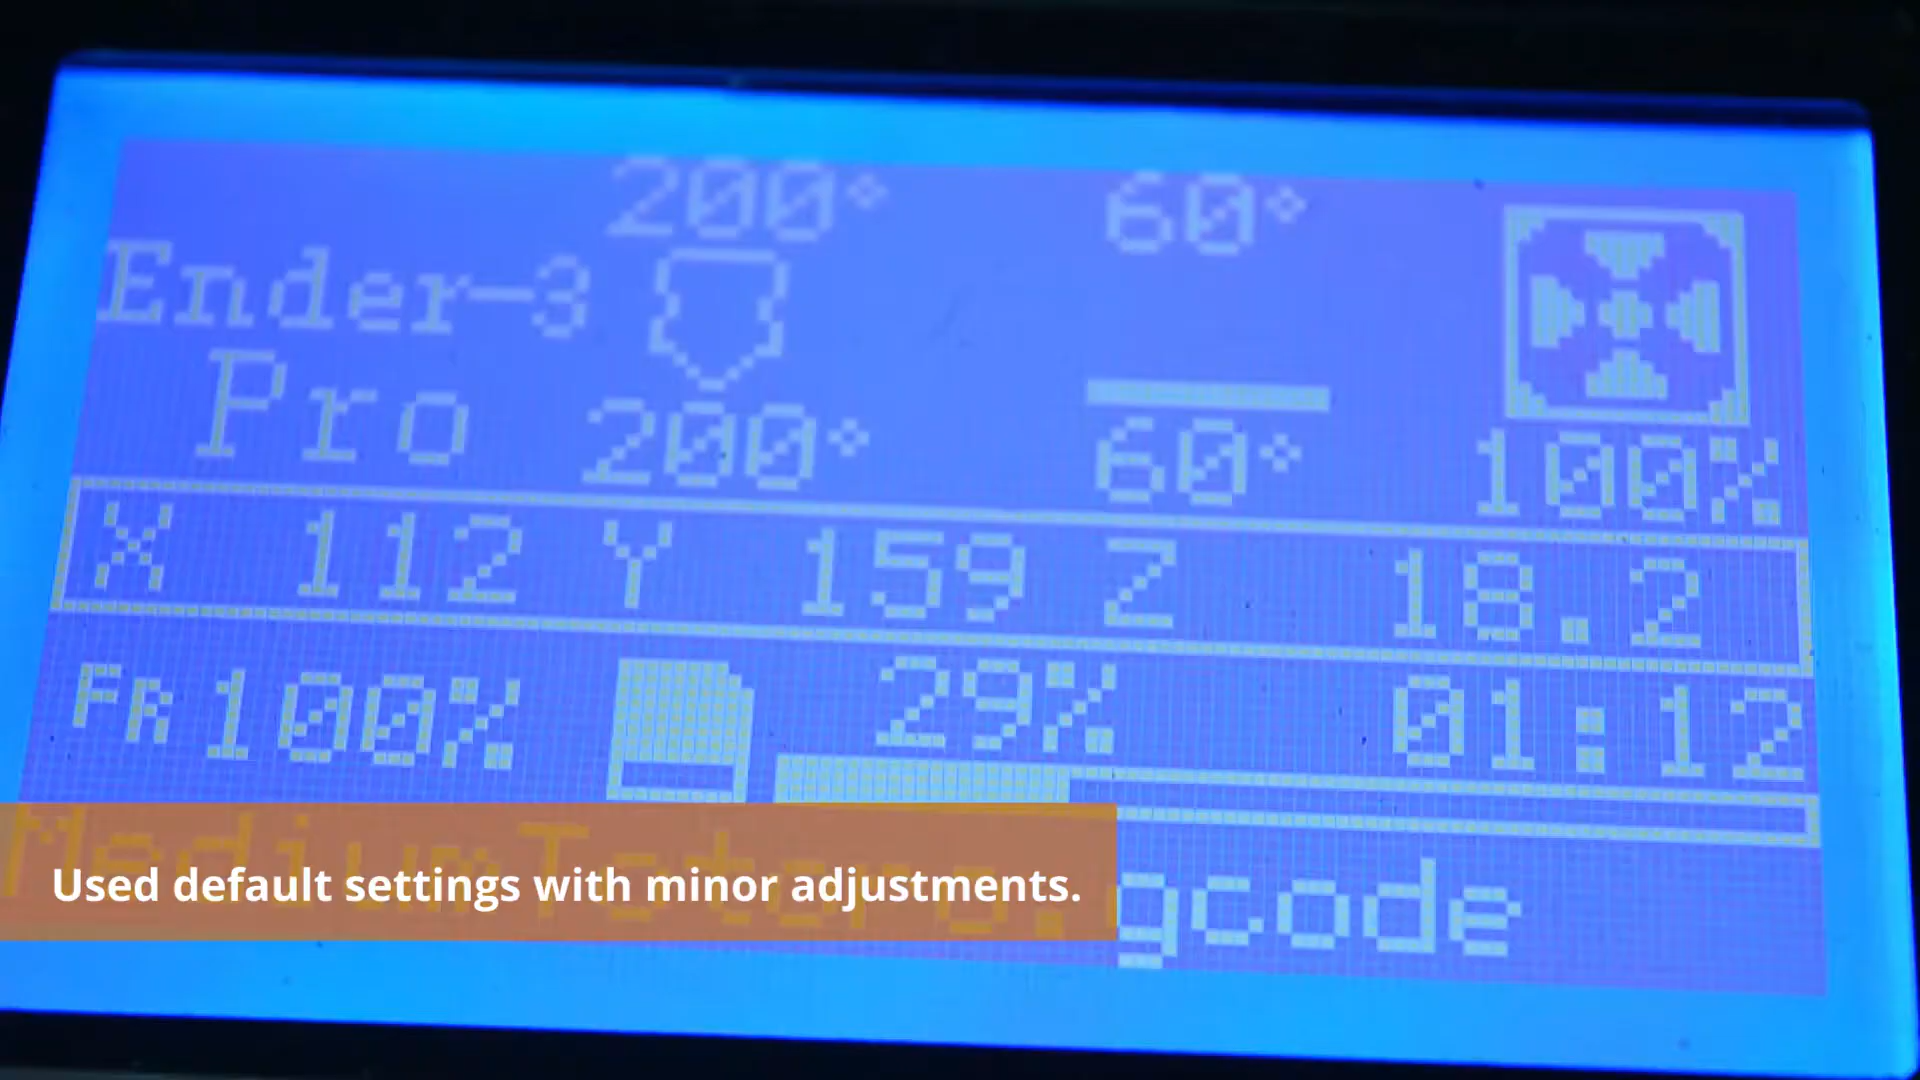 200° 60°
Ender-3
Pro 200° 60° 100%
X 112 Y 159 Z 18.2
FR 100% 29% 01:12
MediumTotoro.gcode
Used default settings with minor adjustments.